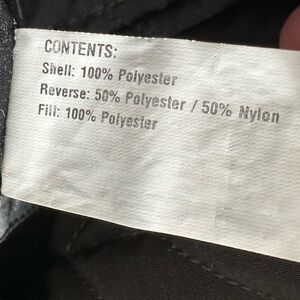 CONTENTS:
Shell: 100% Polyester
Reverse: 50% Polyester / 50% Nylon
Fill: 100% Polyester